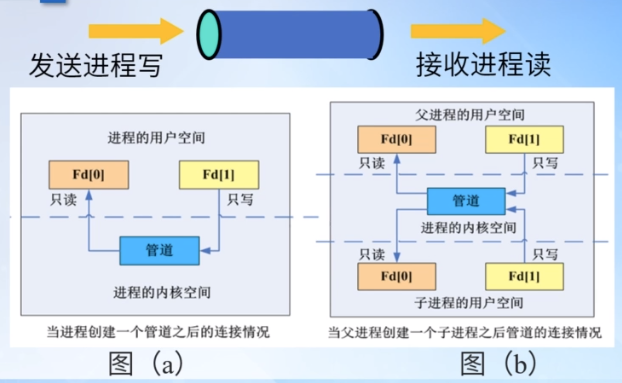 发送进程写
接收进程读
进程的用户空间
Fd[0]
Fd[1]
只读
只写
管道
进程的内核空间
当进程创建一个管道之后的连接情况
图（a）
父进程的用户空间
Fd[0]
Fd[1]
只读
只写
管道
进程的内核空间
只读
只写
Fd[0]
Fd[1]
子进程的用户空间
当父进程创建一个子进程之后管道的连接情况
图（b）